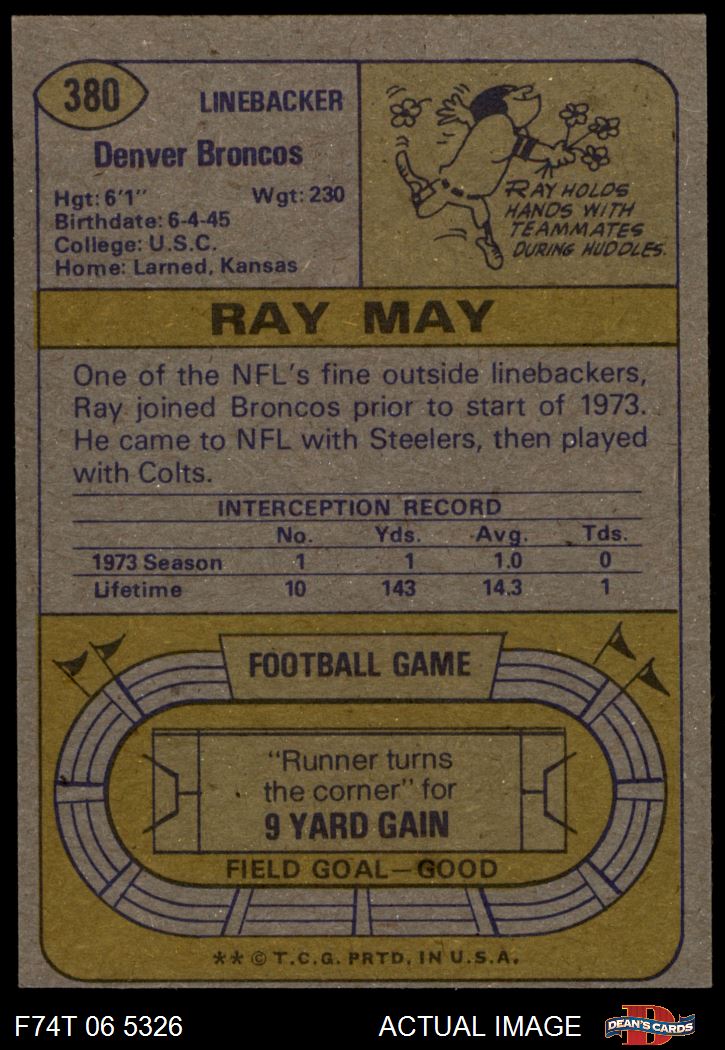 380
LINEBACKER
Denver Broncos
Hgt: 6'1" Wgt: 230
Birthdate: 6-4-45
College: U.S.C.
Home: Larned, Kansas
RAY HOLDS
HANDS WITH
TEAMMATES
DURING HUDDLES.
RAY MAY
One of the NFL's fine outside linebackers,
Ray joined Broncos prior to start of 1973.
He came to NFL with Steelers, then played
with Colts.
INTERCEPTION RECORD
No. Yds. Avg. Tds.
1973 Season 1 1 1.0 0
Lifetime 10 143 14.3 1
FOOTBALL GAME
"Runner turns
the corner" for
9 YARD GAIN
FIELD GOAL—GOOD
** © T.C.G. PRTD. IN U.S.A.
F74T 06 5326 ACTUAL IMAGE
D
DEAN'S CARDS